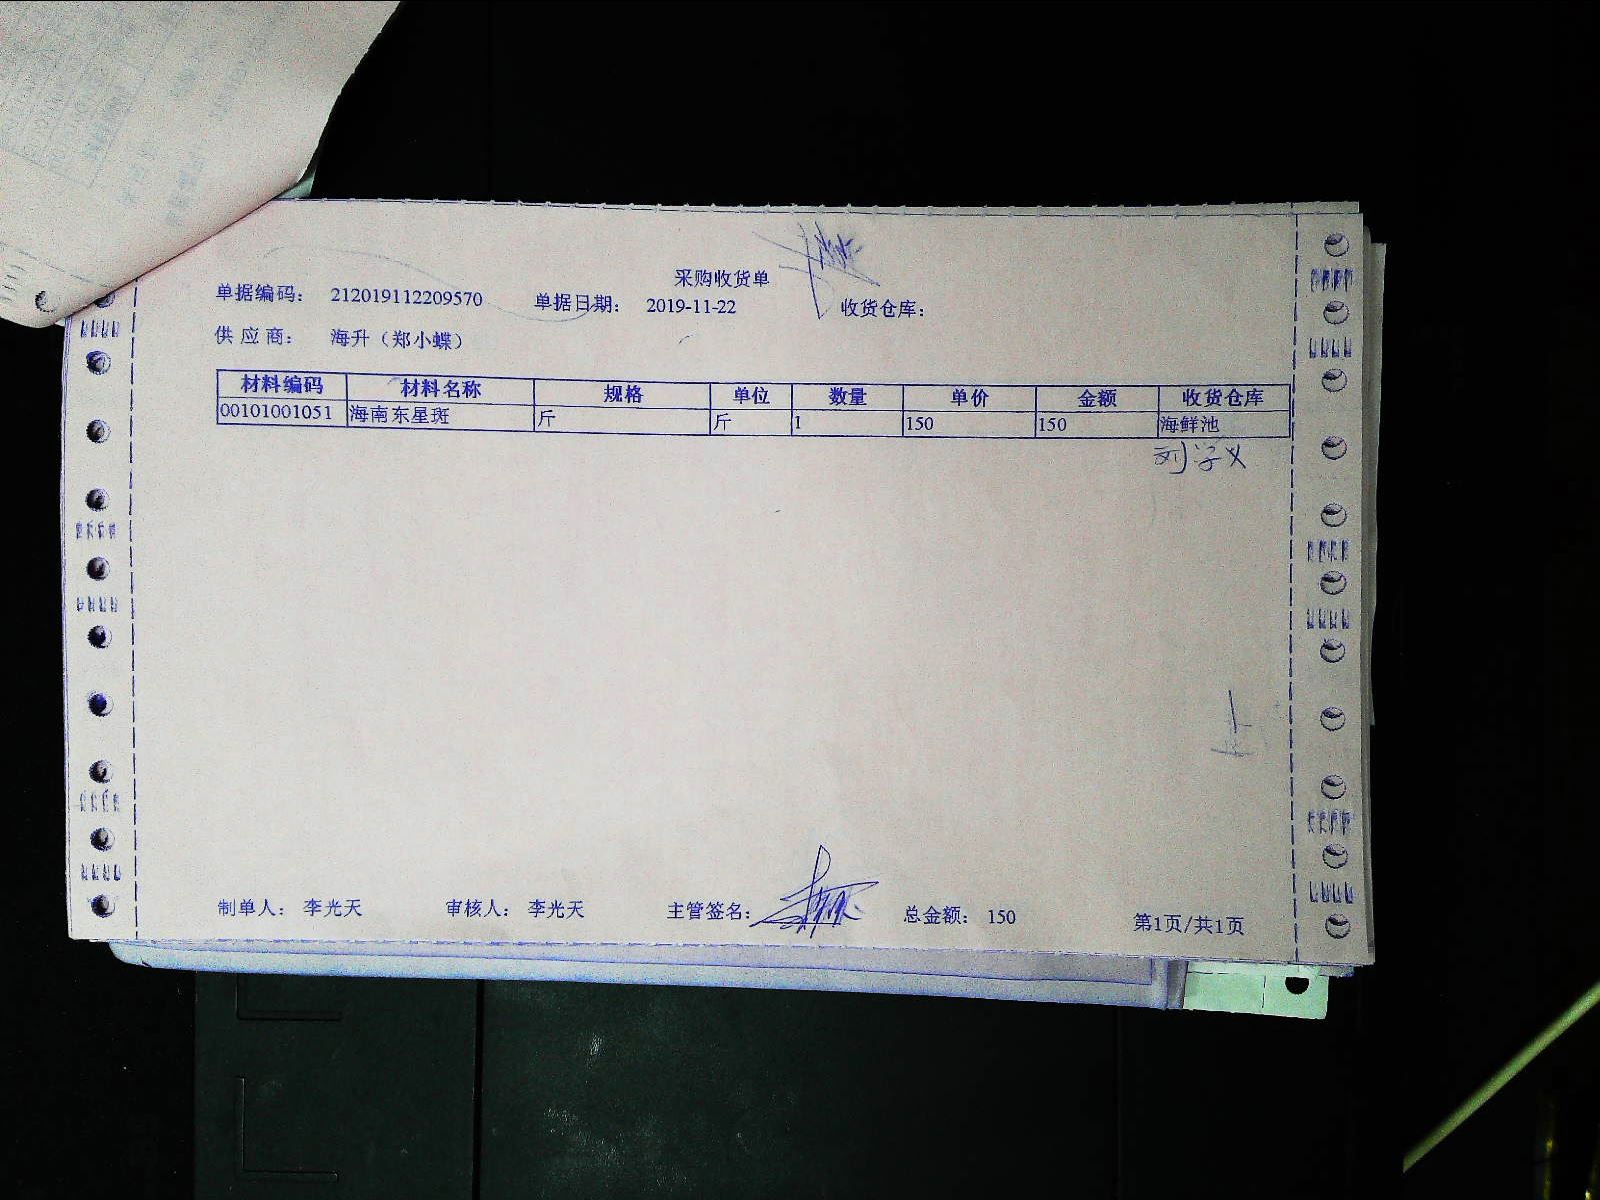 采购收货单
单据编码： 212019112209570 单据日期： 2019-11-22 收货仓库：
供 应 商： 海升（郑小蝶）
材料编码 材料名称 规格 单位 数量 单价 金额 收货仓库
00101001051 海南东星斑 斤 斤 1 150 150 海鲜池
刘学义
制单人： 李光天 审核人： 李光天 主管签名： 总金额： 150 第1页/共1页